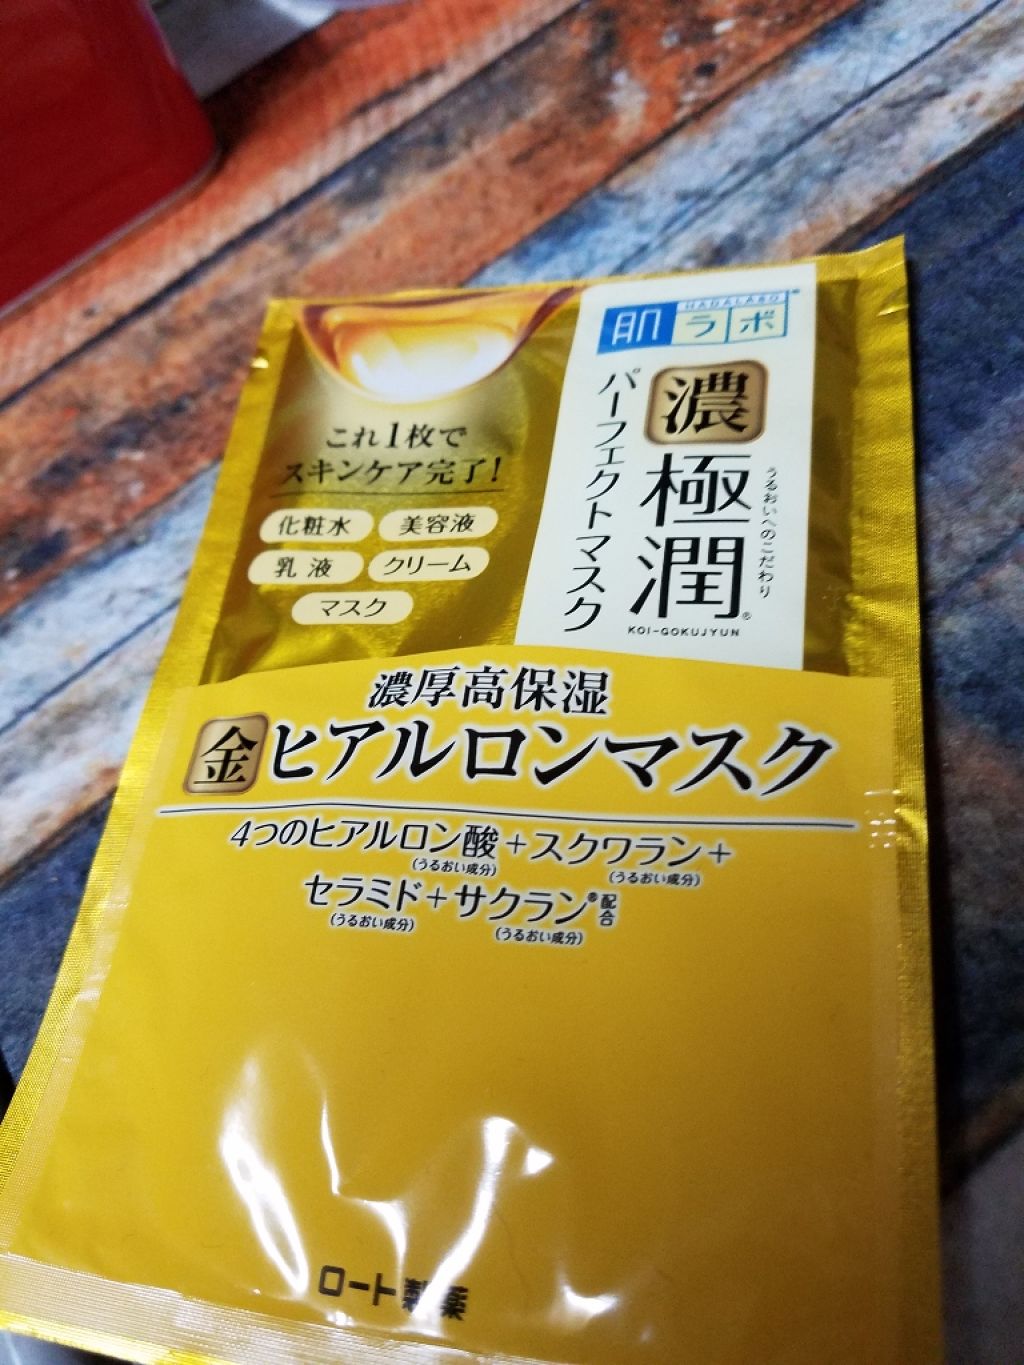 HADALABO
肌ラボ
濃極潤®
うるおいへのこだわり
KOI-GOKUJYUN
パーフェクトマスク
これ1枚で
スキンケア完了!
化粧水 美容液
乳液 クリーム
マスク
濃厚高保湿
金ヒアルロンマスク
4つのヒアルロン酸+スクワラン+
(うるおい成分) (うるおい成分)
セラミド+サクラン®配合
(うるおい成分) (うるおい成分)
ロート製薬